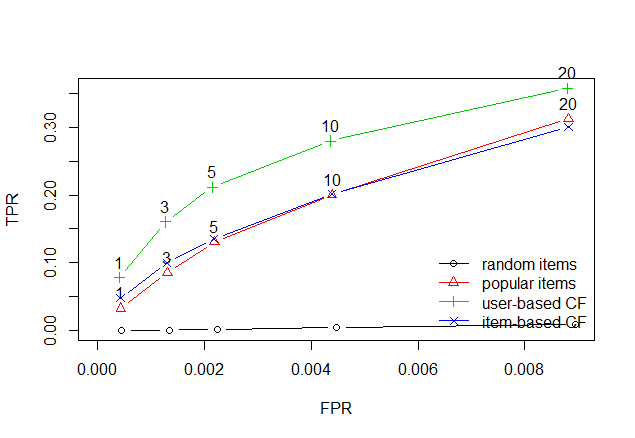 20
20
10
10
5
5
3
3
1
1
TPR
0.30
0.20
0.10
0.00
random items
popular items
user-based CF
item-based CF
0.000 0.002 0.004 0.006 0.008
FPR